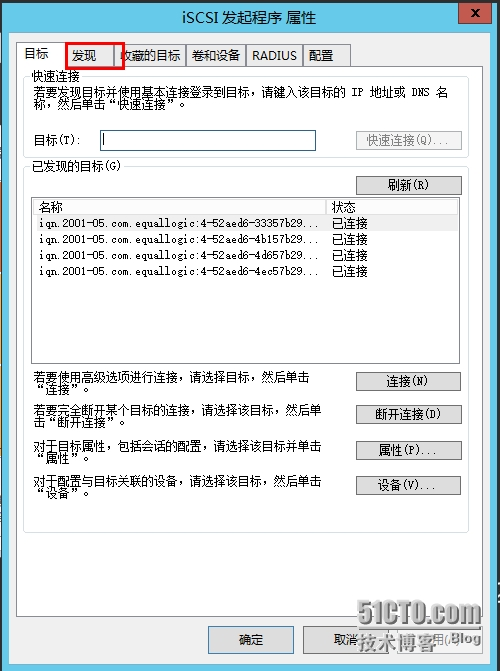 iSCSI 发起程序 属性
x
目标
发现
收藏的目标
卷和设备
RADIUS
配置
快速连接
若要发现目标并使用基本连接登录到目标，请键入该目标的 IP 地址或 DNS 名
称，然后单击“快速连接”。
目标(T):
快速连接(Q)...
已发现的目标(G)
刷新(R)
名称 状态
iqn.2001-05.com.equallogic:4-52aed6-33357b29... 已连接
iqn.2001-05.com.equallogic:4-52aed6-4b157b29... 已连接
iqn.2001-05.com.equallogic:4-52aed6-4d657b29... 已连接
iqn.2001-05.com.equallogic:4-52aed6-4ec57b29... 已连接
若要使用高级选项进行连接，请选择目标，然后单击
“连接”。
连接(N)
若要完全断开某个目标的连接，请选择该目标，然后单
击“断开连接”。
断开连接(D)
对于目标属性，包括会话的配置，请选择该目标并单击
“属性”。
属性(P)...
对于配置与目标关联的设备，请选择该目标，然后单击
“设备”。
设备(V)...
确定
取消
51CTO.com
技术博客 Blog